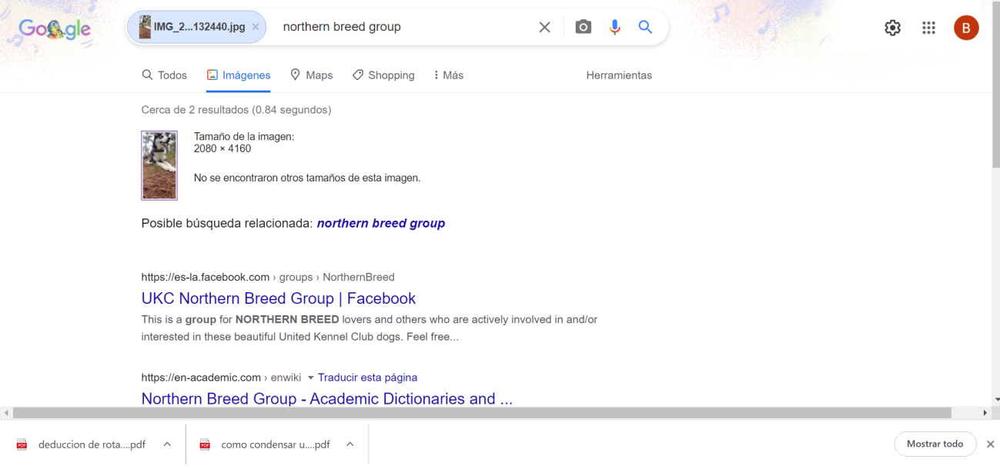 Google
IMG_2...132440.jpg
northern breed group
B
Todos
Imágenes
Maps
Shopping
Más
Herramientas
Cerca de 2 resultados (0.84 segundos)
Tamaño de la imagen:
2080 × 4160
No se encontraron otros tamaños de esta imagen.
Posible búsqueda relacionada: northern breed group
https://es-la.facebook.com › groups › NorthernBreed
UKC Northern Breed Group | Facebook
This is a group for NORTHERN BREED lovers and others who are actively involved in and/or
interested in these beautiful United Kennel Club dogs. Feel free...
https://en-academic.com › enwiki Traducir esta página
Northern Breed Group - Academic Dictionaries and ...
PDF deduccion de rota....pdf
PDF como condensar u....pdf
Mostrar todo